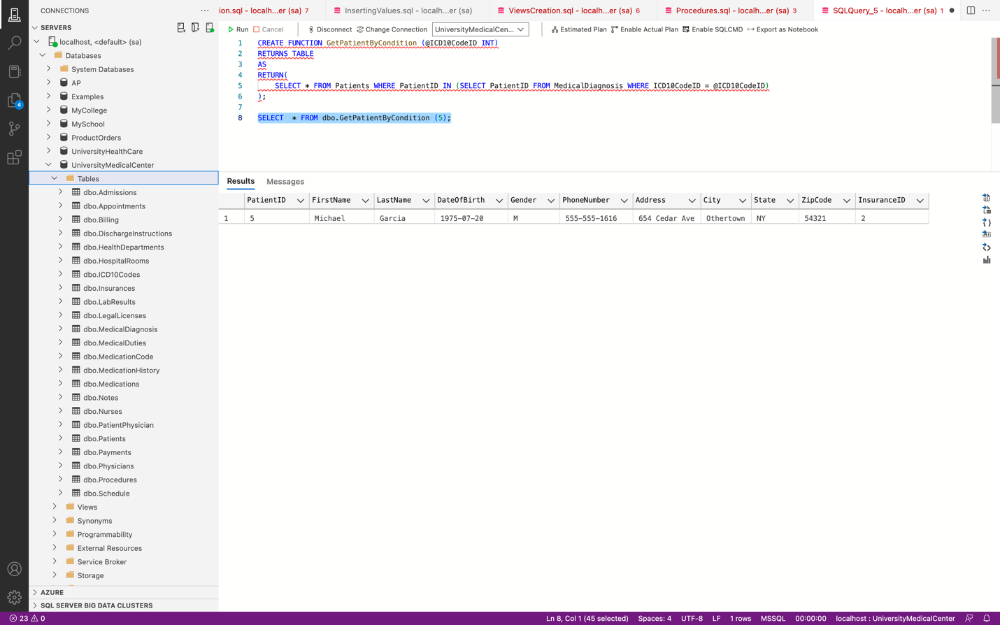 CONNECTIONS
ion.sql - localh...er (sa) 7
InsertingValues.sql - localh...er (sa)
ViewsCreation.sql - localh...er (sa) 6
Procedures.sql - localh...er (sa) 3
SQLQuery_5 - localh...er (sa) 1
SERVERS
Run
Cancel
Disconnect
Change Connection
UniversityMedicalCen...
Estimated Plan
Enable Actual Plan
Enable SQLCMD
Export as Notebook
localhost, <default> (sa)
Databases
System Databases
AP
Examples
MyCollege
MySchool
ProductOrders
UniversityHealthCare
UniversityMedicalCenter
Tables
dbo.Admissions
dbo.Appointments
dbo.Billing
dbo.DischargeInstructions
dbo.HealthDepartments
dbo.HospitalRooms
dbo.ICD10Codes
dbo.Insurances
dbo.LabResults
dbo.LegalLicenses
dbo.MedicalDiagnosis
dbo.MedicalDuties
dbo.MedicationCode
dbo.MedicationHistory
dbo.Medications
dbo.Notes
dbo.Nurses
dbo.PatientPhysician
dbo.Patients
dbo.Payments
dbo.Physicians
dbo.Procedures
dbo.Schedule
Views
Synonyms
Programmability
External Resources
Service Broker
Storage
AZURE
SQL SERVER BIG DATA CLUSTERS
4
1 CREATE FUNCTION GetPatientByCondition (@ICD10CodeID INT)
2 RETURNS TABLE
3 AS
4 RETURN(
5 SELECT * FROM Patients WHERE PatientID IN (SELECT PatientID FROM MedicalDiagnosis WHERE ICD10CodeID = @ICD10CodeID)
6 );
7
8 SELECT * FROM dbo.GetPatientByCondition (5);
Results Messages
PatientID FirstName LastName DateOfBirth Gender PhoneNumber Address City State ZipCode InsuranceID
1 5 Michael Garcia 1975-07-20 M 555-555-1616 654 Cedar Ave Othertown NY 54321 2
23 0 Ln 8, Col 1 (45 selected) Spaces: 4 UTF-8 LF 1 rows MSSQL 00:00:00 localhost : UniversityMedicalCenter